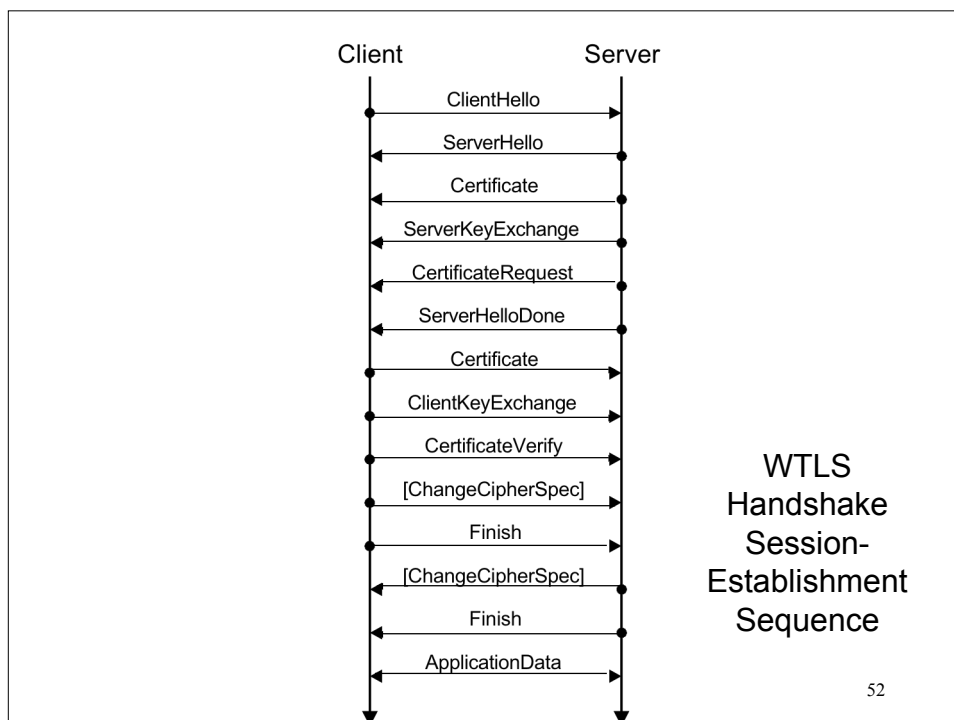 Client
Server
ClientHello
ServerHello
Certificate
ServerKeyExchange
CertificateRequest
ServerHelloDone
Certificate
ClientKeyExchange
CertificateVerify
[ChangeCipherSpec]
Finish
[ChangeCipherSpec]
Finish
ApplicationData
WTLS
Handshake
Session-
Establishment
Sequence
52